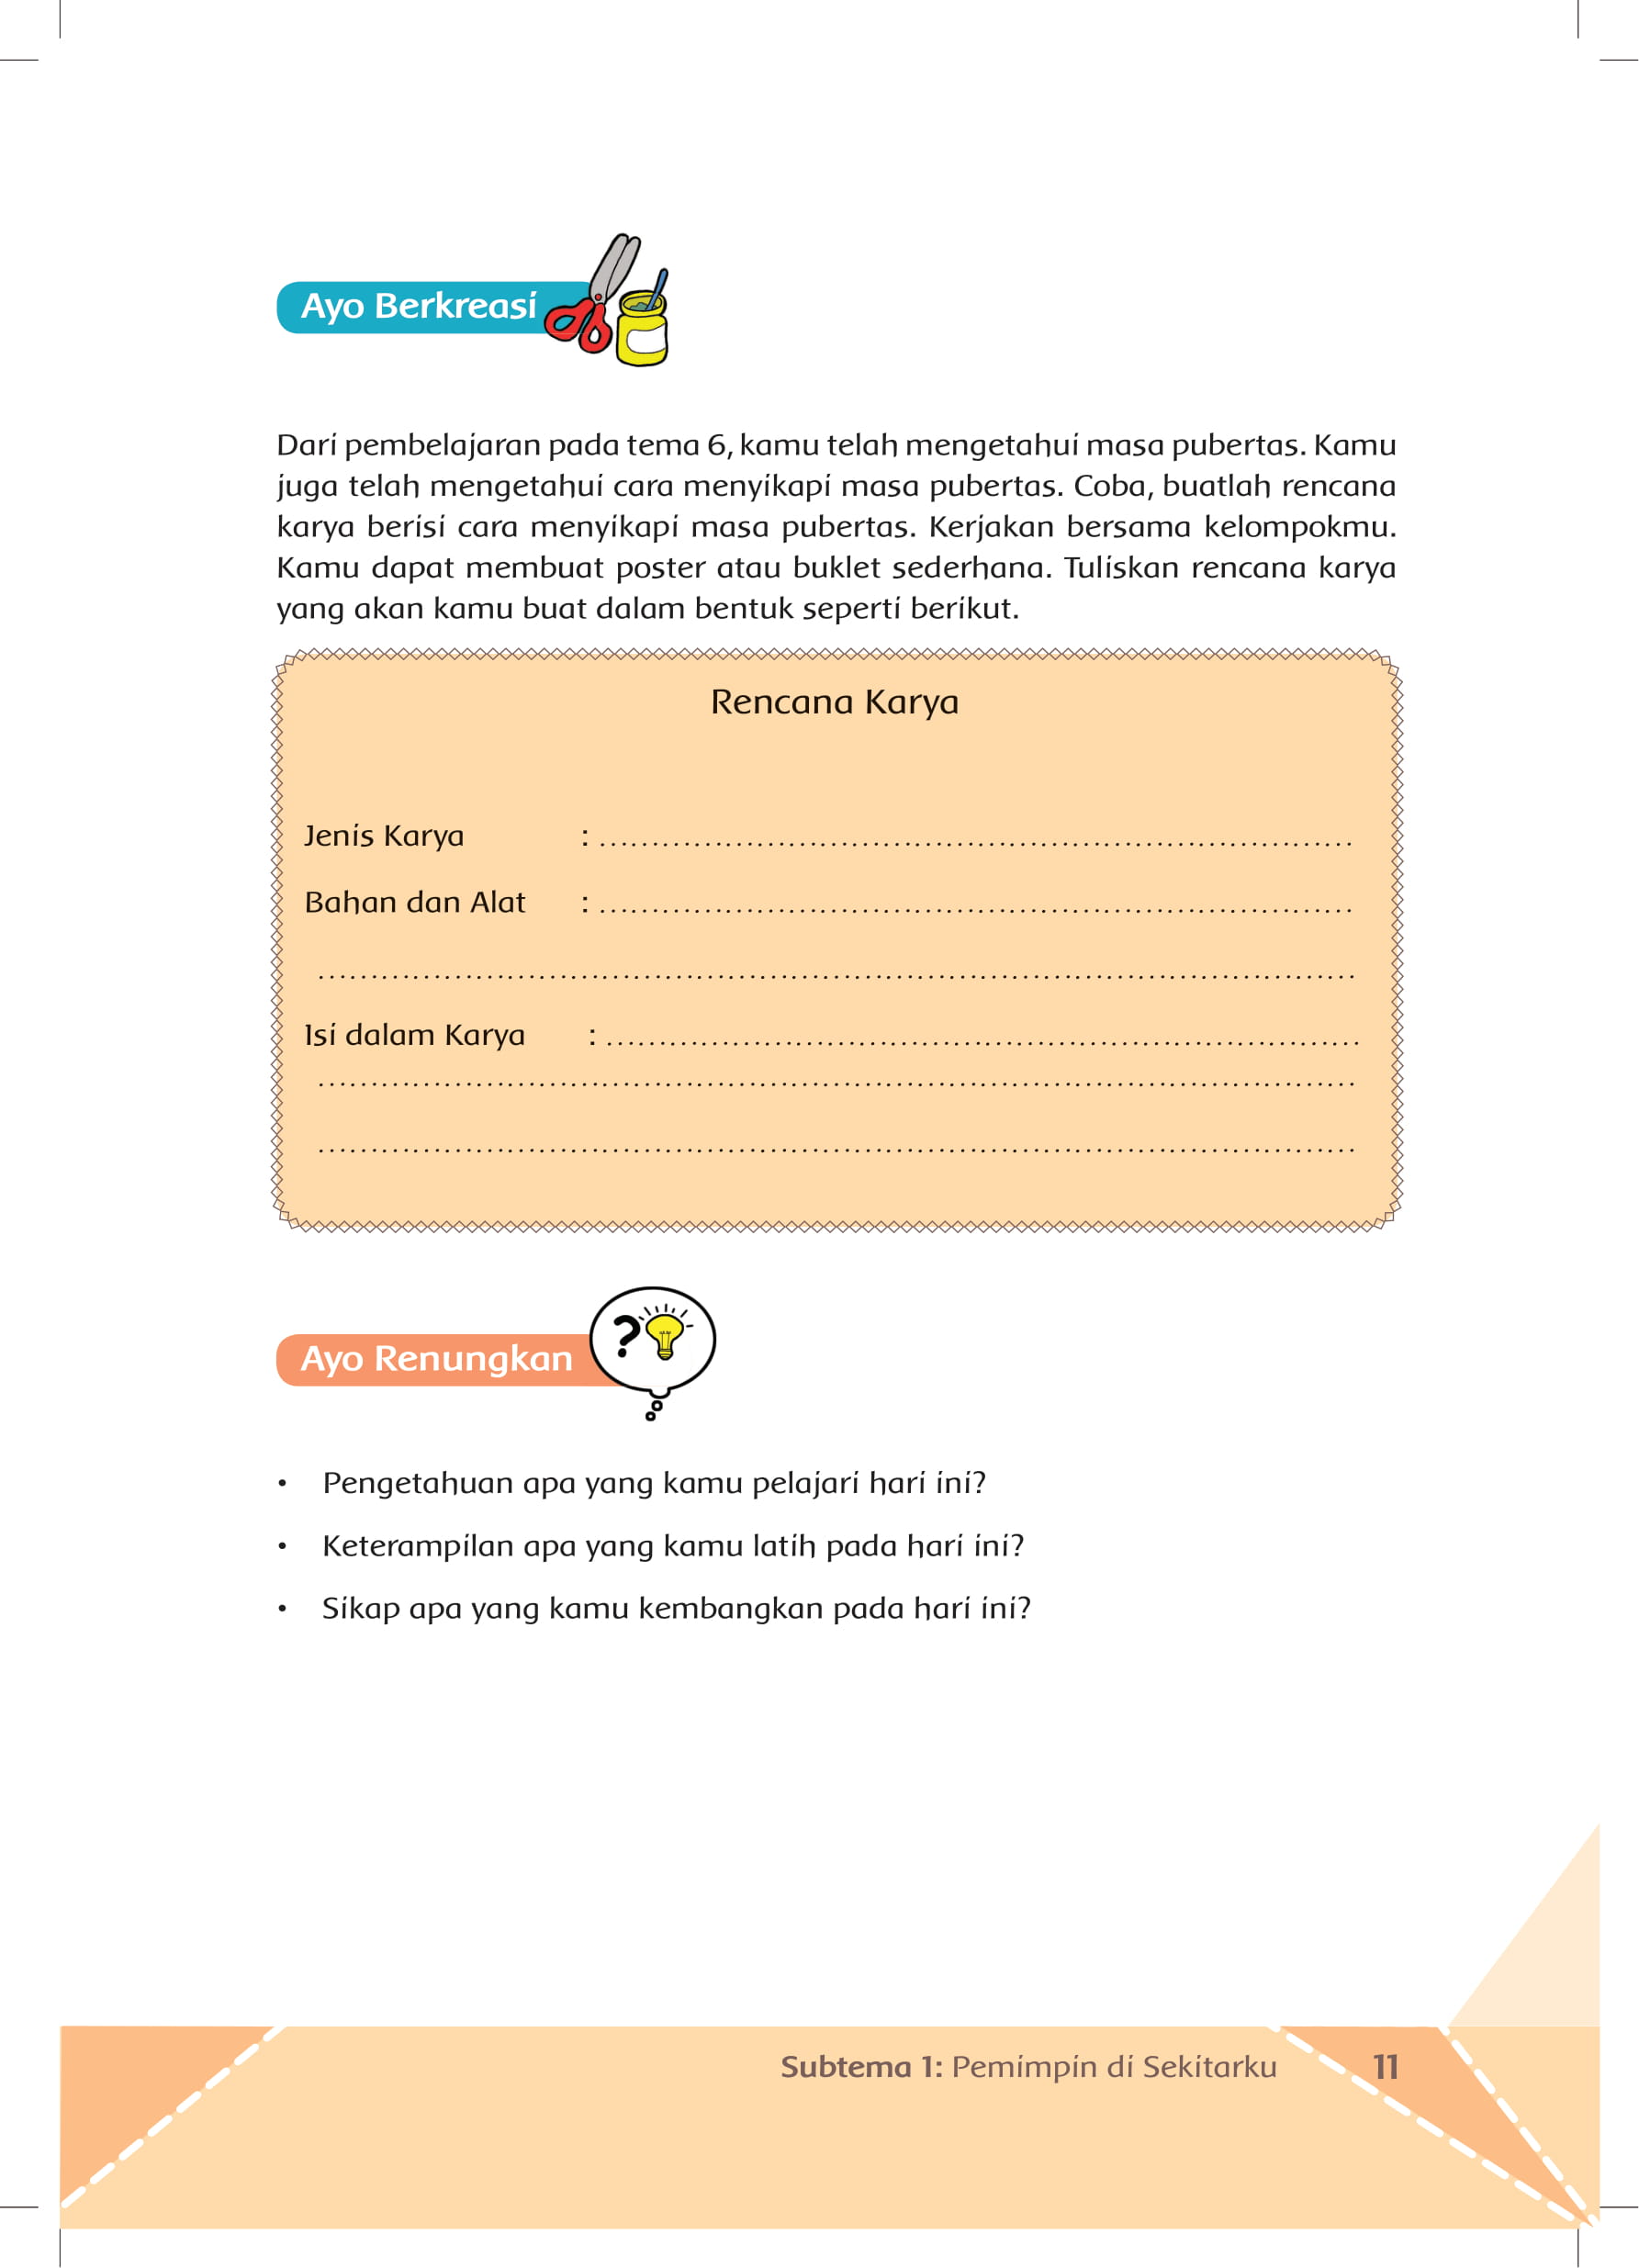 Ayo Berkreasi
Dari pembelajaran pada tema 6, kamu telah mengetahui masa pubertas. Kamu
juga telah mengetahui cara menyikapi masa pubertas. Coba, buatlah rencana
karya berisi cara menyikapi masa pubertas. Kerjakan bersama kelompokmu.
Kamu dapat membuat poster atau buklet sederhana. Tuliskan rencana karya
yang akan kamu buat dalam bentuk seperti berikut.
Rencana Karya
Jenis Karya : ........................................................................
Bahan dan Alat : ........................................................................
...................................................................................................
Isi dalam Karya : ........................................................................
...................................................................................................
...................................................................................................
?
Ayo Renungkan
• Pengetahuan apa yang kamu pelajari hari ini?
• Keterampilan apa yang kamu latih pada hari ini?
• Sikap apa yang kamu kembangkan pada hari ini?
Subtema 1: Pemimpin di Sekitarku 11